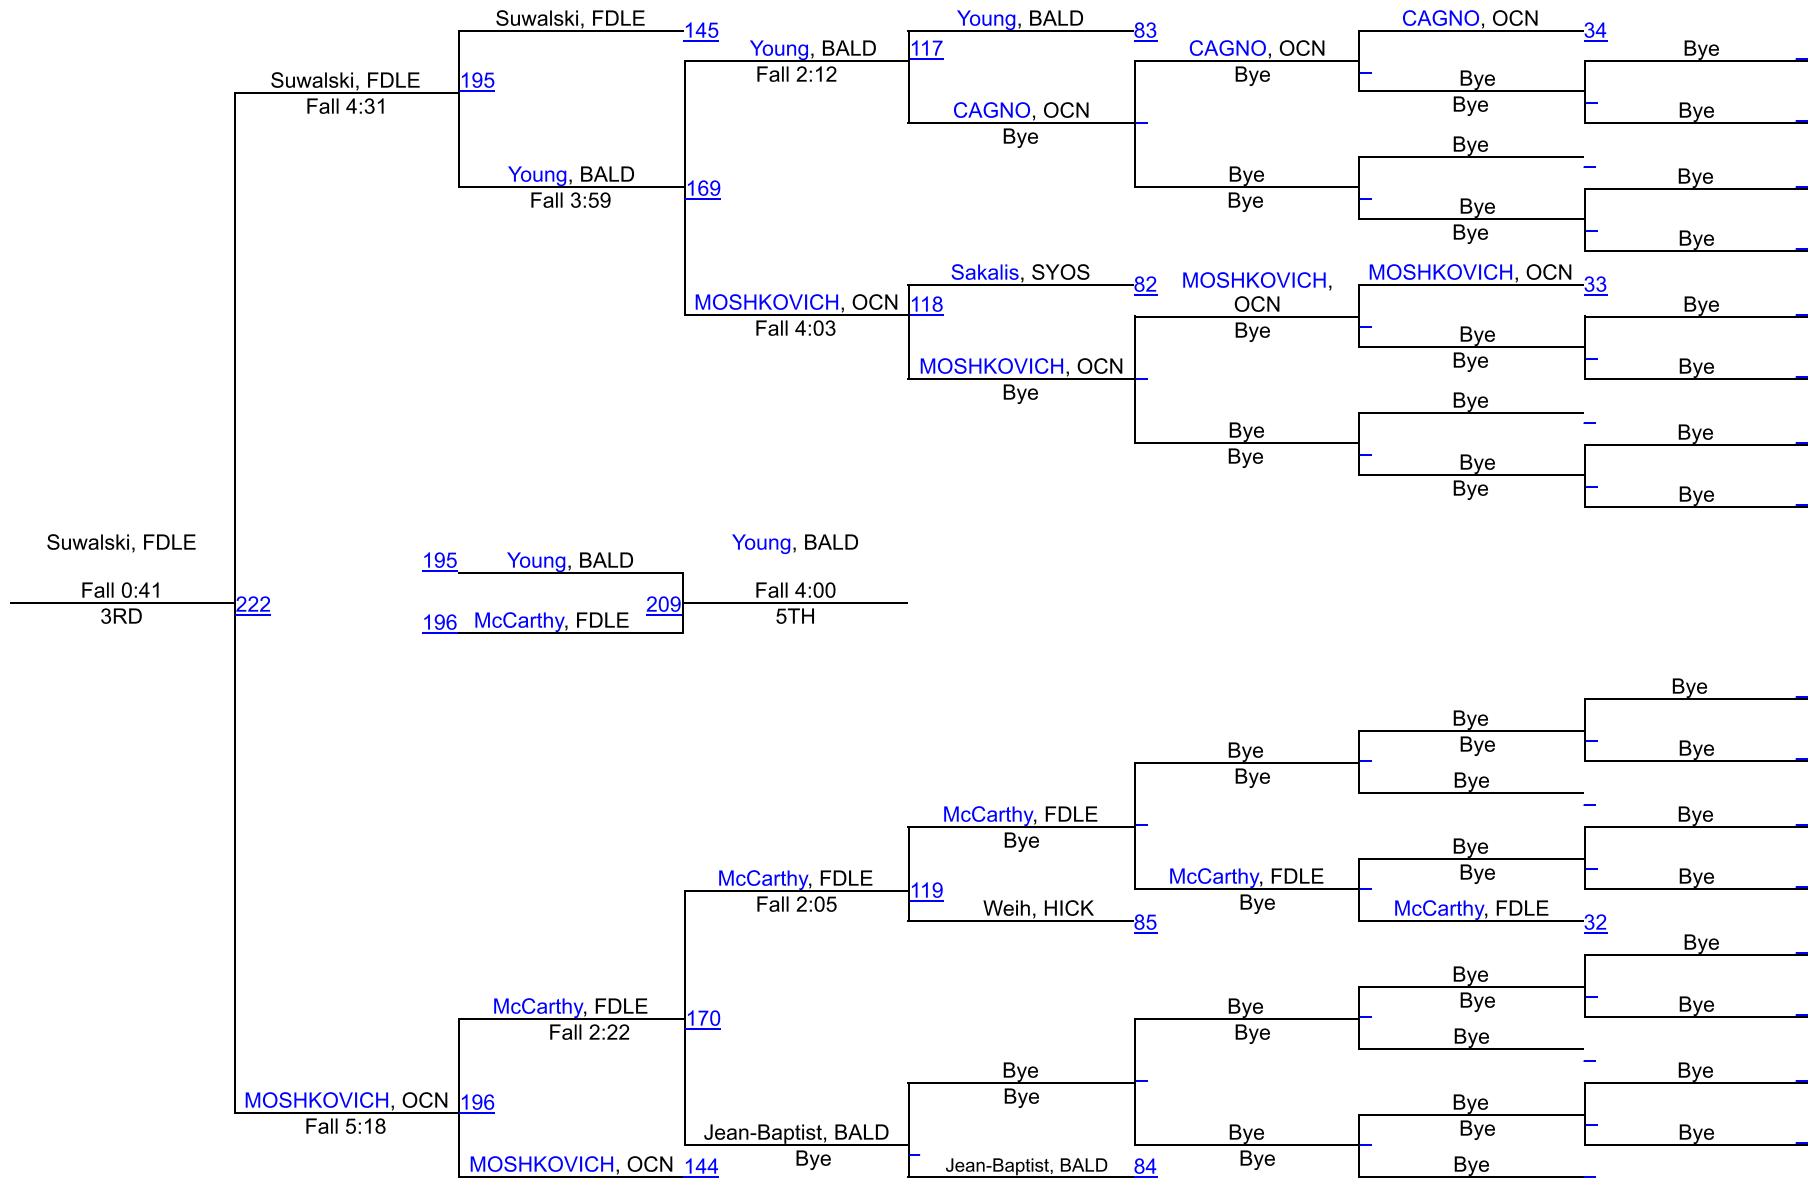 Suwalski, FDLE
145
Young, BALD
83
CAGNO, OCN
34
Young, BALD
Fall 2:12
117
CAGNO, OCN
Bye
Bye
Suwalski, FDLE
Fall 4:31
195
Bye
Bye
CAGNO, OCN
Bye
Bye
Bye
Young, BALD
Fall 3:59
169
Bye
Bye
Bye
Bye
Bye
Bye
Sakalis, SYOS
82
MOSHKOVICH,
OCN
Bye
MOSHKOVICH, OCN
33
MOSHKOVICH, OCN
Fall 4:03
118
Bye
Bye
Bye
MOSHKOVICH, OCN
Bye
Bye
Bye
Bye
Bye
Bye
Bye
Bye
Bye
Suwalski, FDLE
Fall 0:41
3RD
222
195
Young, BALD
196
McCarthy, FDLE
209
Young, BALD
Fall 4:00
5TH
Bye
Bye
Bye
Bye
Bye
Bye
Bye
McCarthy, FDLE
Bye
Bye
Bye
Bye
McCarthy, FDLE
Fall 2:05
119
McCarthy, FDLE
Bye
Bye
Weih, HICK
85
McCarthy, FDLE
32
Bye
Bye
Bye
McCarthy, FDLE
Fall 2:22
170
Bye
Bye
Bye
Bye
Bye
Bye
Bye
MOSHKOVICH, OCN
Fall 5:18
196
Bye
Bye
Jean-Baptist, BALD
Bye
Bye
Bye
Bye
MOSHKOVICH, OCN
144
Jean-Baptist, BALD
84
Bye